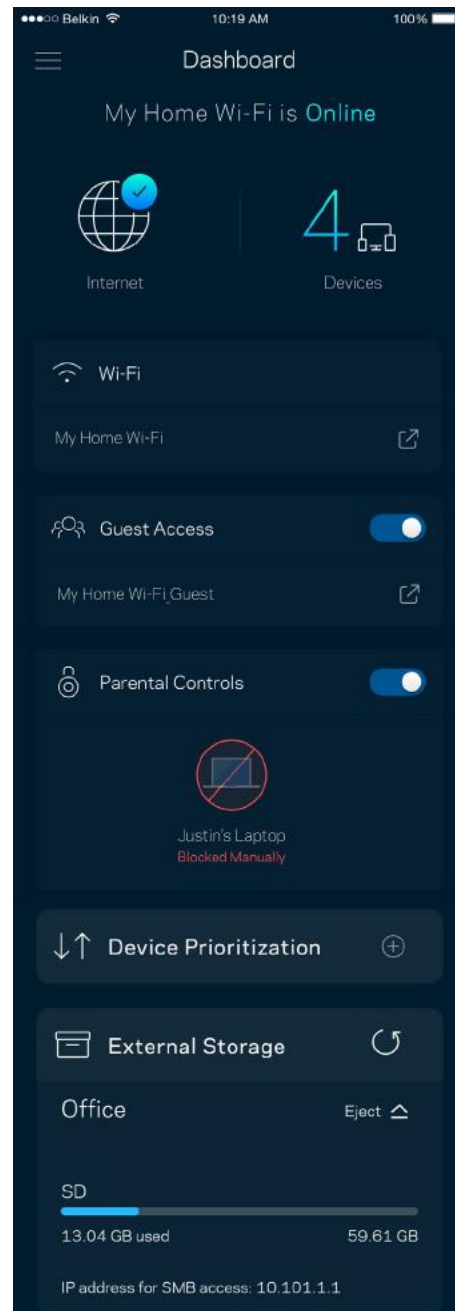 Belkin 10:19 AM 100%
Dashboard
My Home Wi-Fi is Online
4
Internet Devices
Wi-Fi
My Home Wi-Fi
Guest Access
My Home Wi-Fi_Guest
Parental Controls
Justin's Laptop
Blocked Manually
Device Prioritization
External Storage
Office Eject
SD
13.04 GB used 59.61 GB
IP address for SMB access: 10.101.1.1